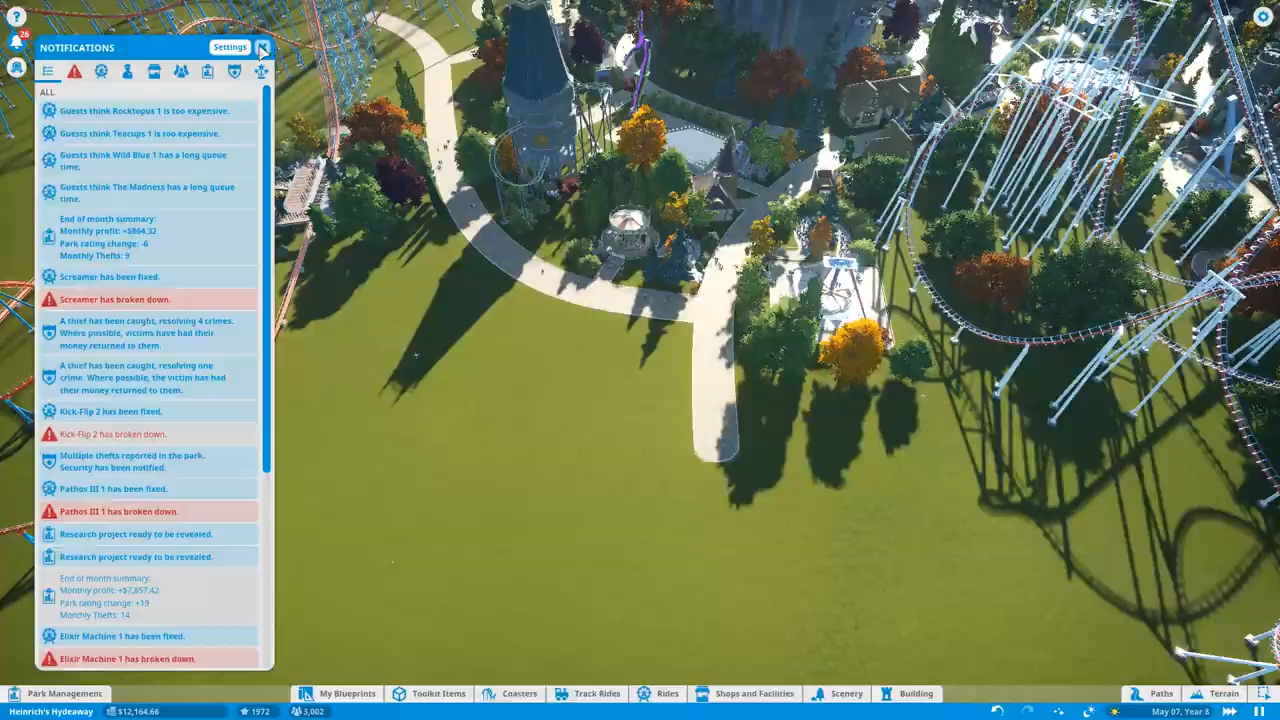 26
NOTIFICATIONS
Settings
ALL
Guests think Rocktopus 1 is too expensive.
Guests think Teacups 1 is too expensive.
Guests think Wild Blue 1 has a long queue
time.
Guests think The Madness has a long queue
time.
End of month summary:
Monthly profit: +$864.32
Park rating change: -6
Monthly Thefts: 9
Screamer has been fixed.
Screamer has broken down.
A thief has been caught, resolving 4 crimes.
Where possible, victims have had their
money returned to them.
A thief has been caught, resolving one
crime. Where possible, the victim has had
their money returned to them.
Kick-Flip 2 has been fixed.
Kick-Flip 2 has broken down.
Multiple thefts reported in the park.
Security has been notified.
Pathos III 1 has been fixed.
Pathos III 1 has broken down.
Research project ready to be revealed.
Research project ready to be revealed.
End of month summary:
Monthly profit: +$7,857.42
Park rating change: +19
Monthly Thefts: 14
Elixir Machine 1 has been fixed.
Elixir Machine 1 has broken down.
Park Management
My Blueprints
Toolkit Items
Coasters
Track Rides
Rides
Shops and Facilities
Scenery
Building
Paths
Terrain
Heinrich's Hydeaway
$12,164.66
1972
3,002
May 07, Year 8